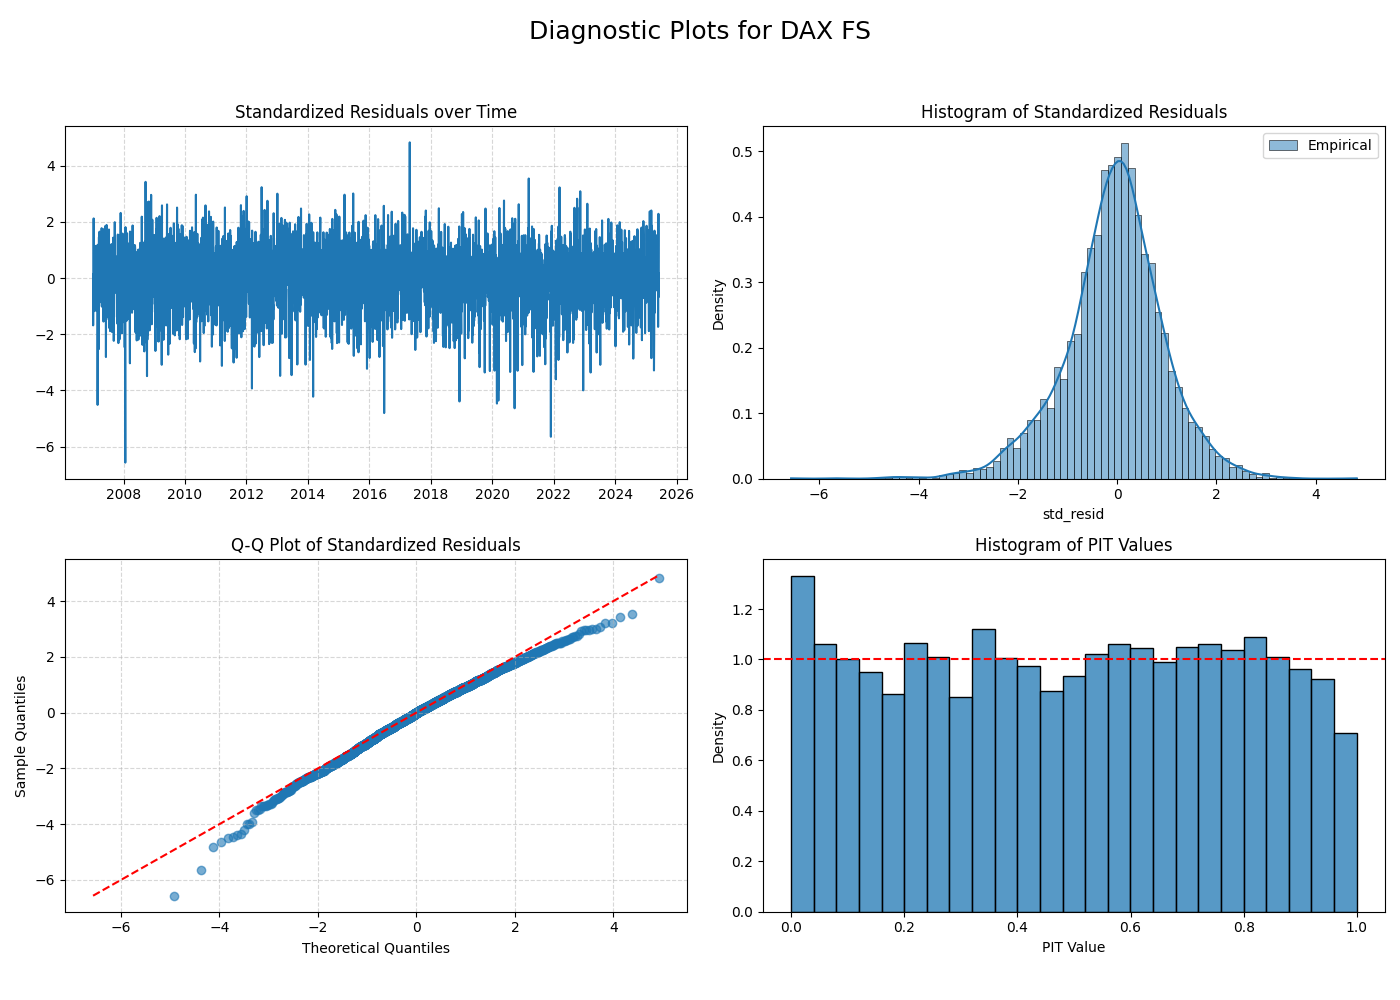 Diagnostic Plots for DAX FS
Standardized Residuals over Time
4
2
0
−2
−4
−6
2008 2010 2012 2014 2016 2018 2020 2022 2024 2026
Histogram of Standardized Residuals
Empirical
Density
0.5
0.4
0.3
0.2
0.1
0.0
−6 −4 −2 0 2 4
std_resid
Q-Q Plot of Standardized Residuals
Sample Quantiles
4
2
0
−2
−4
−6
−6 −4 −2 0 2 4
Theoretical Quantiles
Histogram of PIT Values
Density
1.2
1.0
0.8
0.6
0.4
0.2
0.0
0.0 0.2 0.4 0.6 0.8 1.0
PIT Value